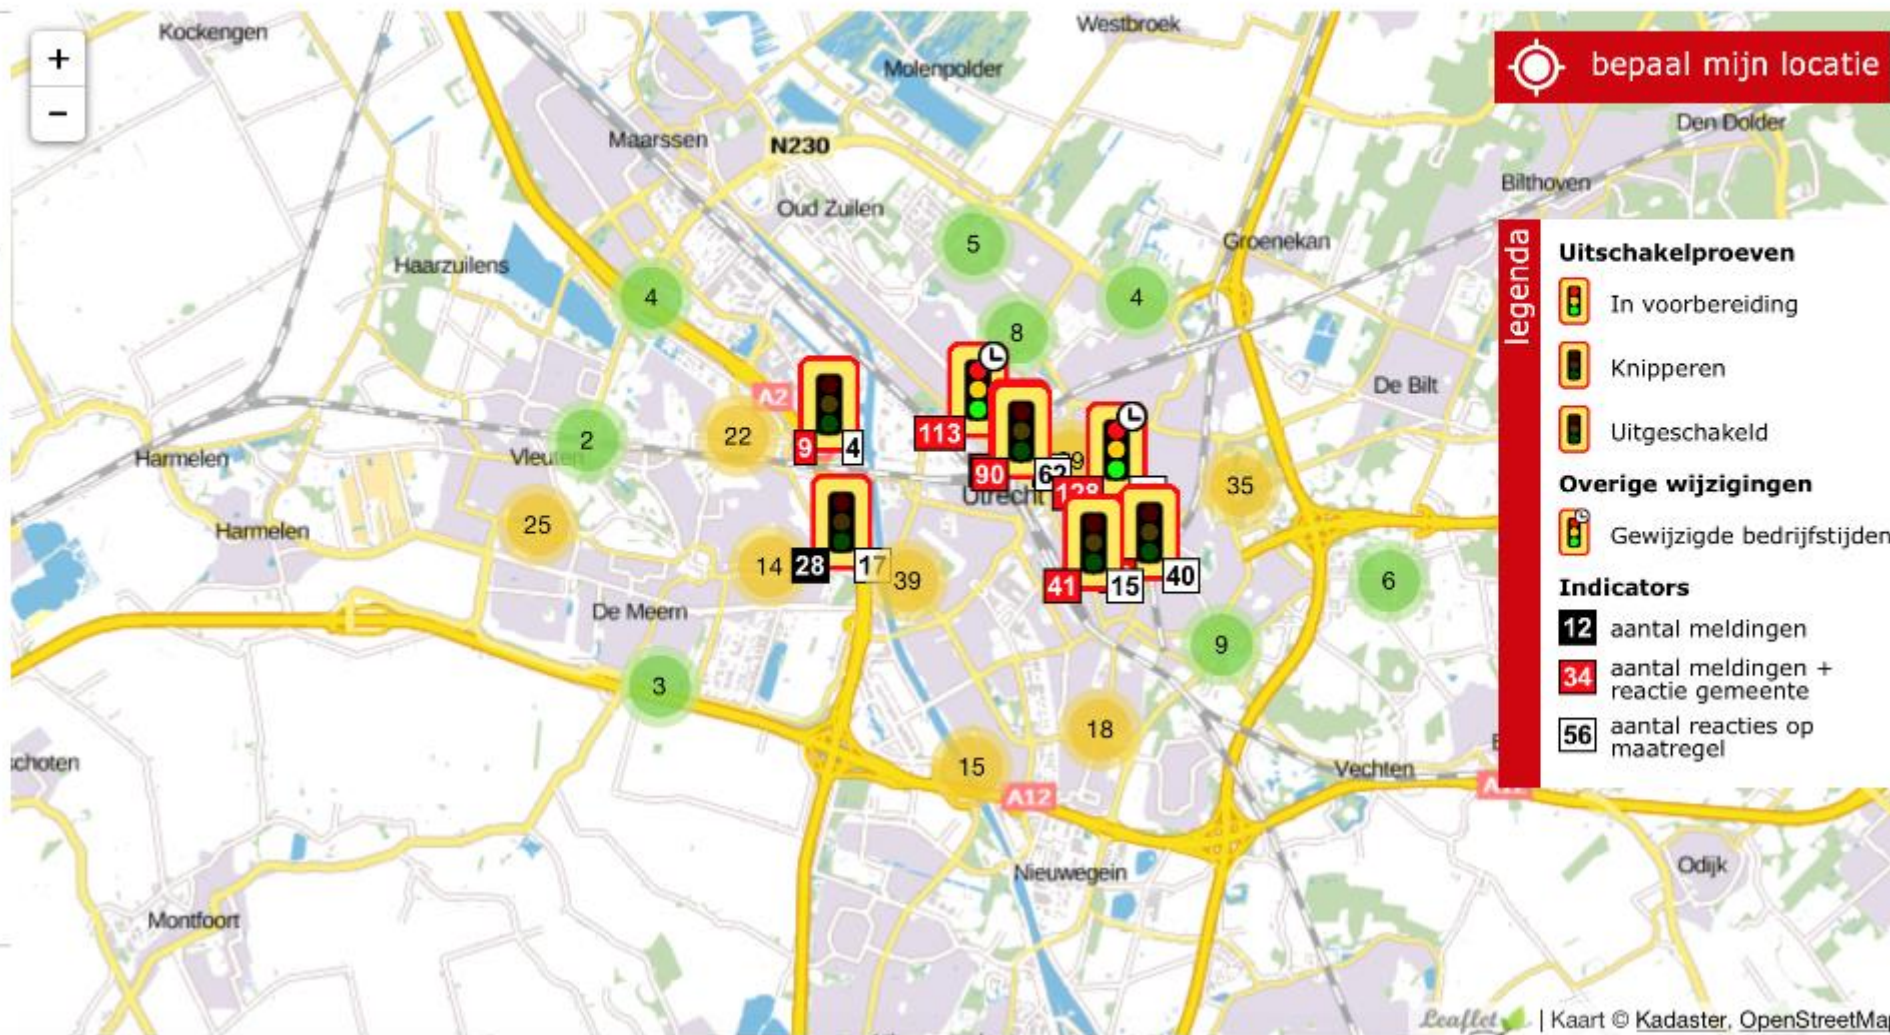 Kockengen
Westbroek
+
−
Molenpolder
bepaal mijn locatie
Den Dolder
Maarssen
N230
Bilthoven
Oud Zuilen
5
Groenekan
Haarzuilens
4
4
8
legenda
Uitschakelproeven
In voorbereiding
Knipperen
Uitgeschakeld
Overige wijzigingen
Gewijzigde bedrijfstijden
Indicators
12 aantal meldingen
34 aantal meldingen +
reactie gemeente
56 aantal reacties op
maatregel
De Bilt
A2
22
9
4
113
2
Vleuten
Harmelen
90
62
128
Utrecht
35
25
Harmelen
14
28
17
39
41
15
40
6
De Meern
9
3
18
15
A12
Vechten
Nieuwegein
Odijk
Montfoort
Leaflet | Kaart © Kadaster, OpenStreetMap